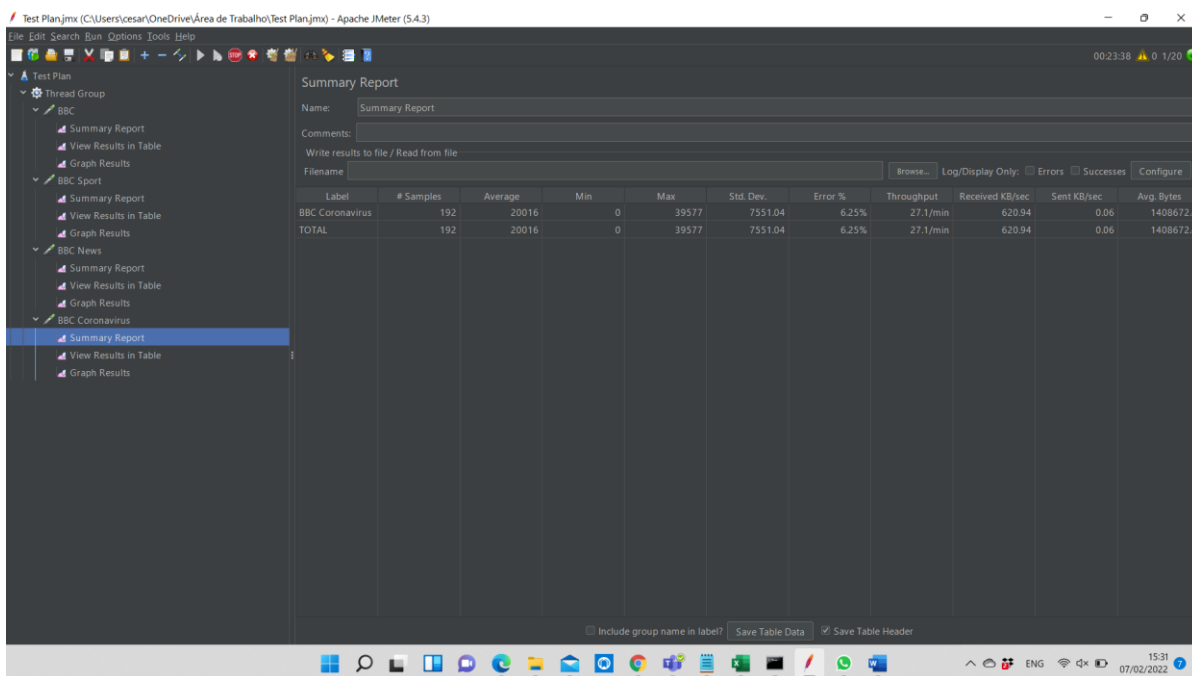 Test Plan.jmx (C:\Users\cesar\OneDrive\Área de Trabalho\Test Plan.jmx) - Apache JMeter (5.4.3)
File Edit Search Run Options Tools Help
STOP
00:23:38 0 1/20
Test Plan
Thread Group
BBC
Summary Report
View Results in Table
Graph Results
BBC Sport
Summary Report
View Results in Table
Graph Results
BBC News
Summary Report
View Results in Table
Graph Results
BBC Coronavirus
Summary Report
View Results in Table
Graph Results
Summary Report
Name: Summary Report
Comments:
Write results to file / Read from file
Filename Browse... Log/Display Only: Errors Successes Configure
Label # Samples Average Min Max Std. Dev. Error % Throughput Received KB/sec Sent KB/sec Avg. Bytes
BBC Coronavirus 192 20016 0 39577 7551.04 6.25% 27.1/min 620.94 0.06 1408672.
TOTAL 192 20016 0 39577 7551.04 6.25% 27.1/min 620.94 0.06 1408672.
Include group name in label? Save Table Data Save Table Header
ENG 15:31
07/02/2022 7